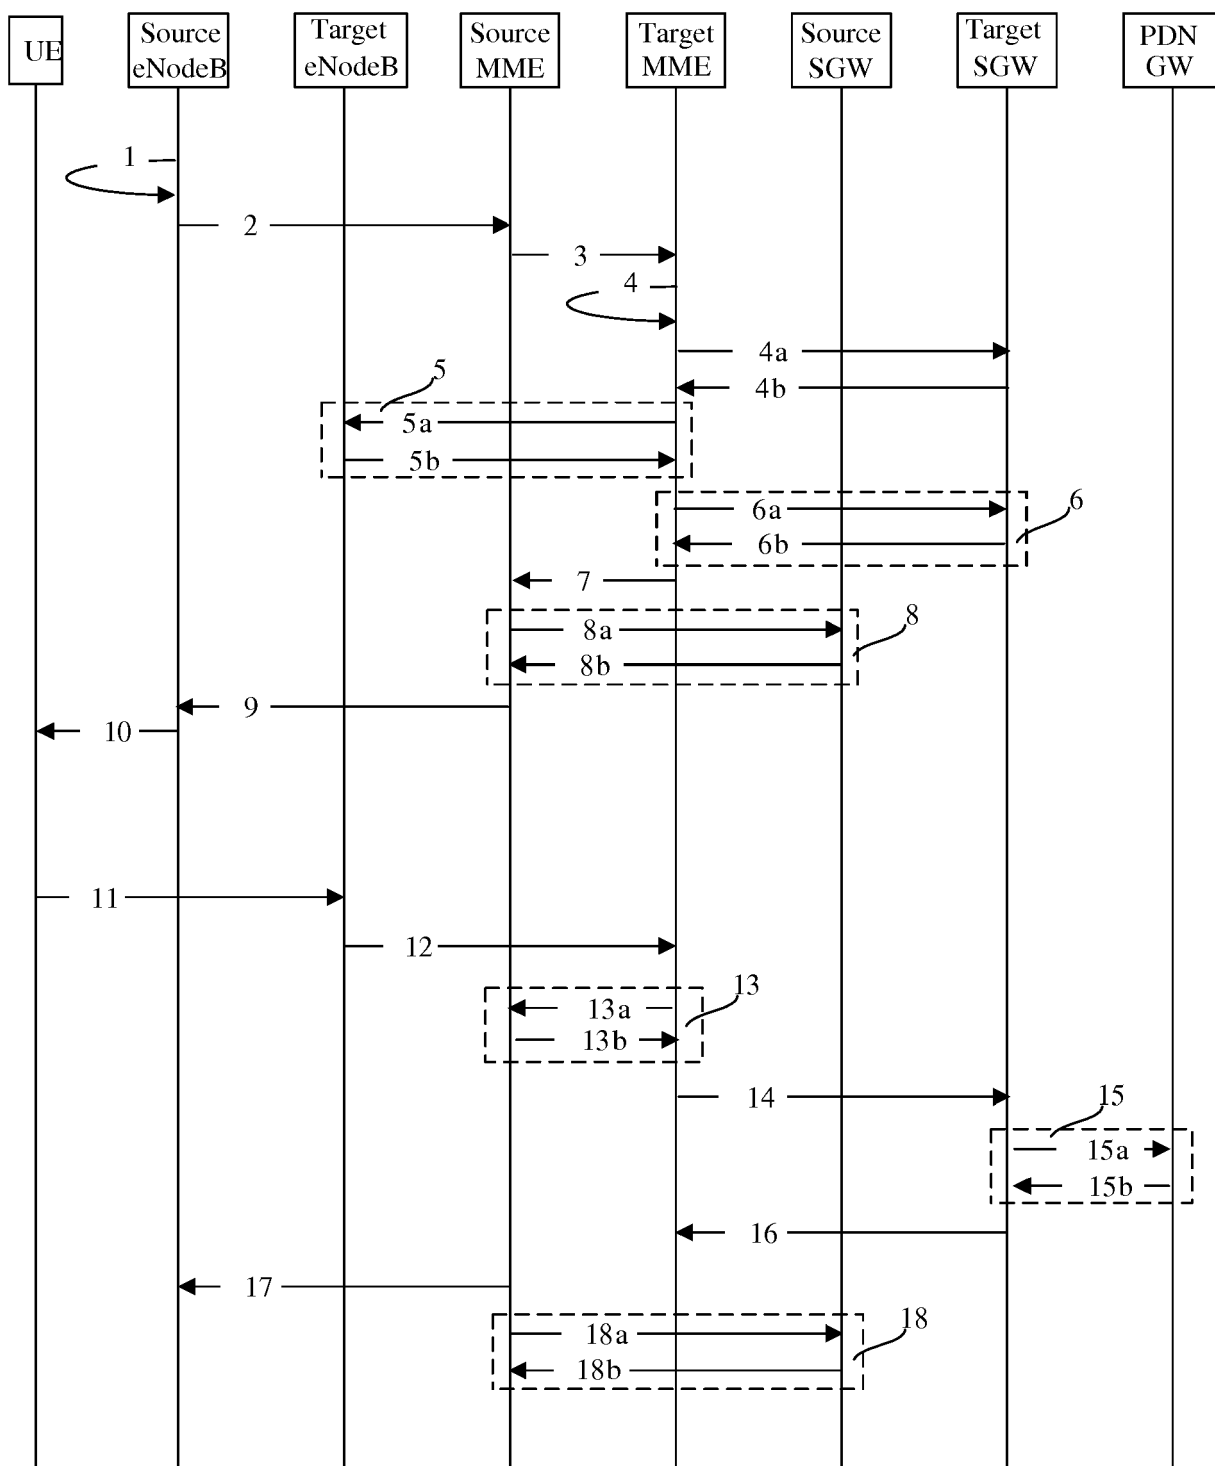 UE
Source
eNodeB
Target
eNodeB
Source
MME
Target
MME
Source
SGW
Target
SGW
PDN
GW
1
2
3
4
4a
4b
5
5a
5b
6a
6
6b
7
8a
8
8b
9
10
11
12
13
13a
13b
14
15
15a
15b
16
17
18a
18
18b